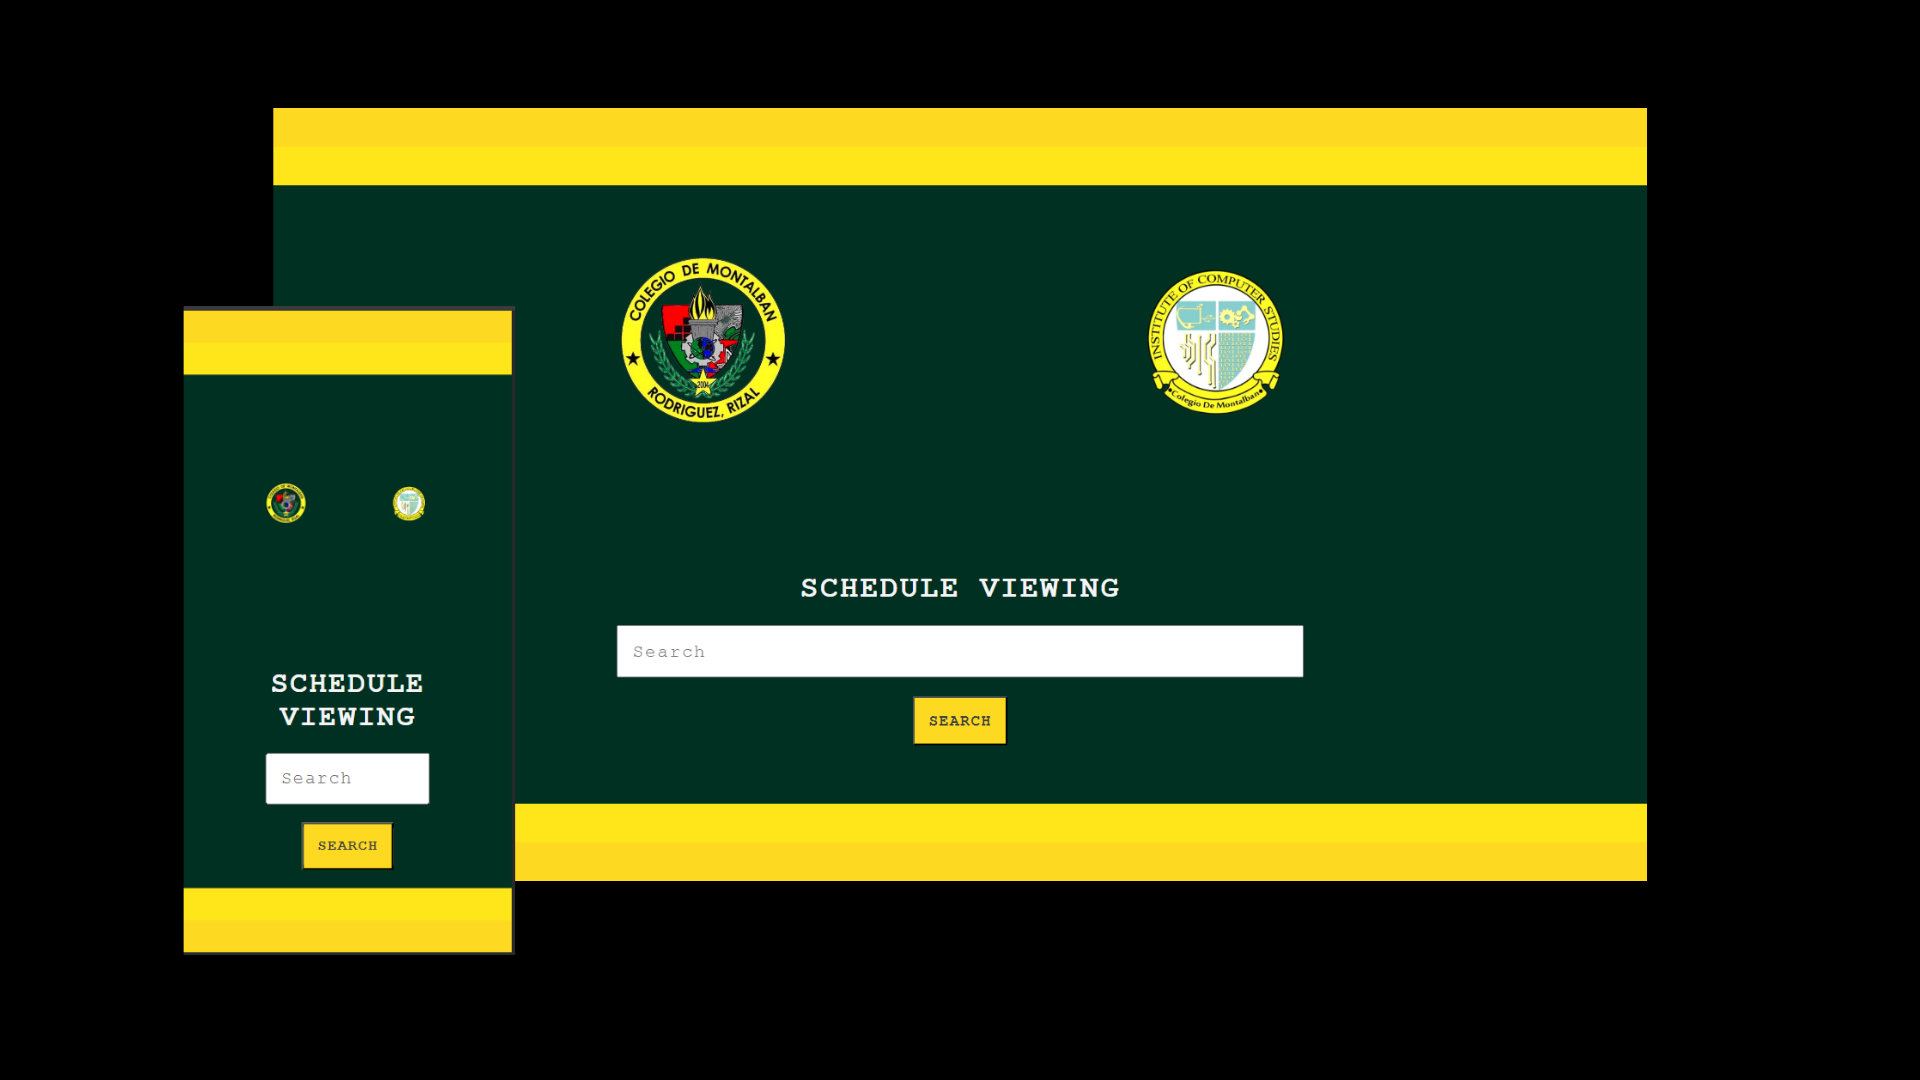 COLEGIO DE MONTALBAN
2004
RODRIGUEZ, RIZAL
INSTITUTE OF COMPUTER STUDIES
Colegio De Montalban
SCHEDULE VIEWING
Search
SEARCH
SCHEDULE
VIEWING
Search
SEARCH